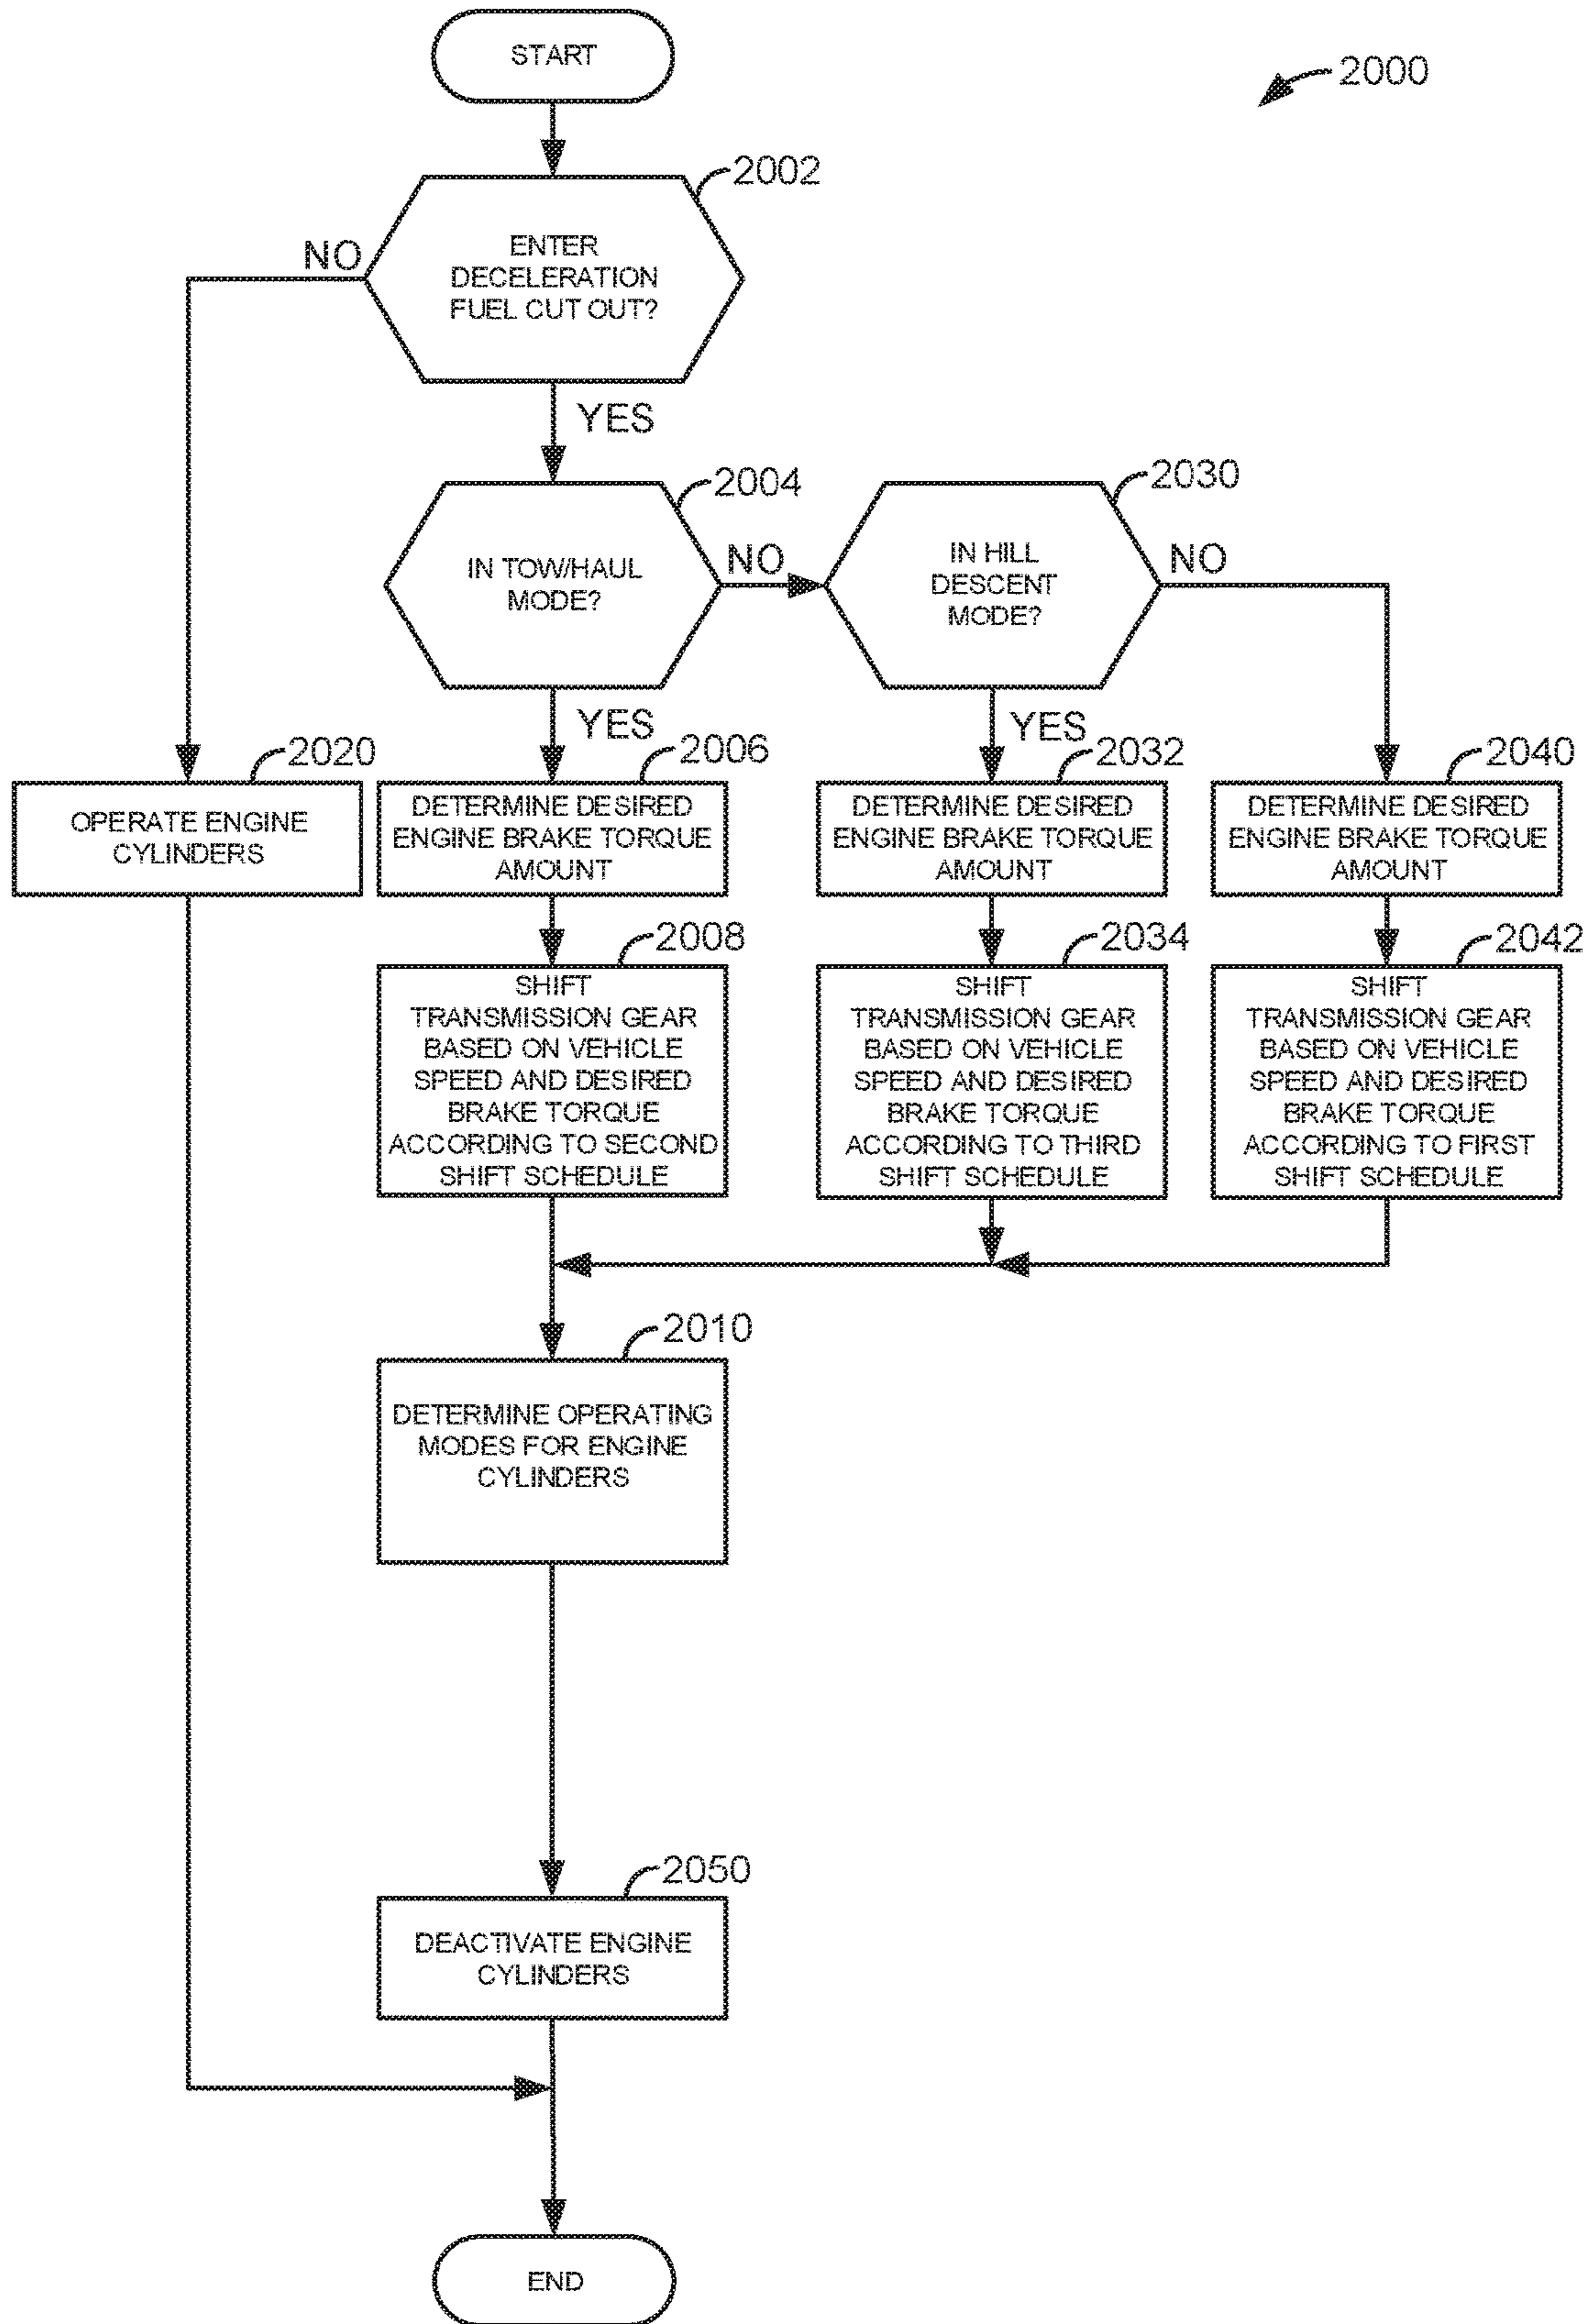 START
2000
2002
ENTER
DECELERATION
FUEL CUT OUT?
NO
YES
2004
IN TOW/HAUL
MODE?
NO
2030
IN HILL
DESCENT
MODE?
NO
YES
YES
2020
OPERATE ENGINE
CYLINDERS
2006
DETERMINE DESIRED
ENGINE BRAKE TORQUE
AMOUNT
2032
DETERMINE DESIRED
ENGINE BRAKE TORQUE
AMOUNT
2040
DETERMINE DESIRED
ENGINE BRAKE TORQUE
AMOUNT
2008
SHIFT
TRANSMISSION GEAR
BASED ON VEHICLE
SPEED AND DESIRED
BRAKE TORQUE
ACCORDING TO SECOND
SHIFT SCHEDULE
2034
SHIFT
TRANSMISSION GEAR
BASED ON VEHICLE
SPEED AND DESIRED
BRAKE TORQUE
ACCORDING TO THIRD
SHIFT SCHEDULE
2042
SHIFT
TRANSMISSION GEAR
BASED ON VEHICLE
SPEED AND DESIRED
BRAKE TORQUE
ACCORDING TO FIRST
SHIFT SCHEDULE
2010
DETERMINE OPERATING
MODES FOR ENGINE
CYLINDERS
2050
DEACTIVATE ENGINE
CYLINDERS
END